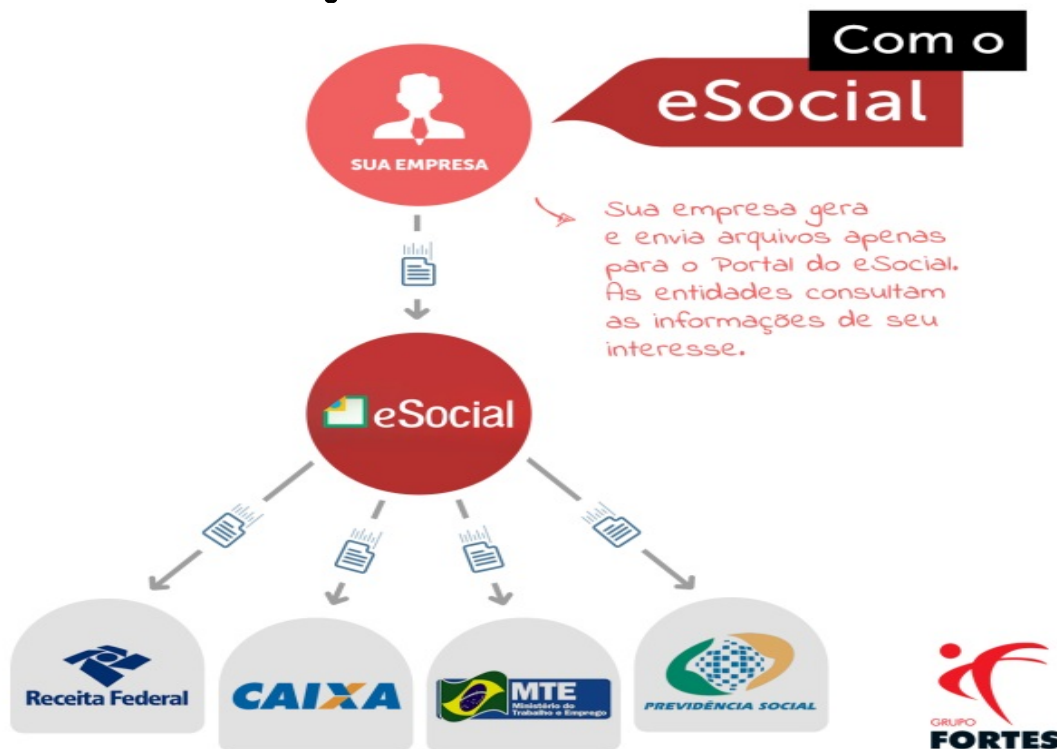 Com o
eSocial
SUA EMPRESA
Sua empresa gera
e envia arquivos apenas
para o Portal do eSocial.
As entidades consultam
as informações de seu
interesse.
eSocial
Receita Federal
CAIXA
MTE
Ministério do
Trabalho e Emprego
PREVIDÊNCIA SOCIAL
GRUPO
FORTES